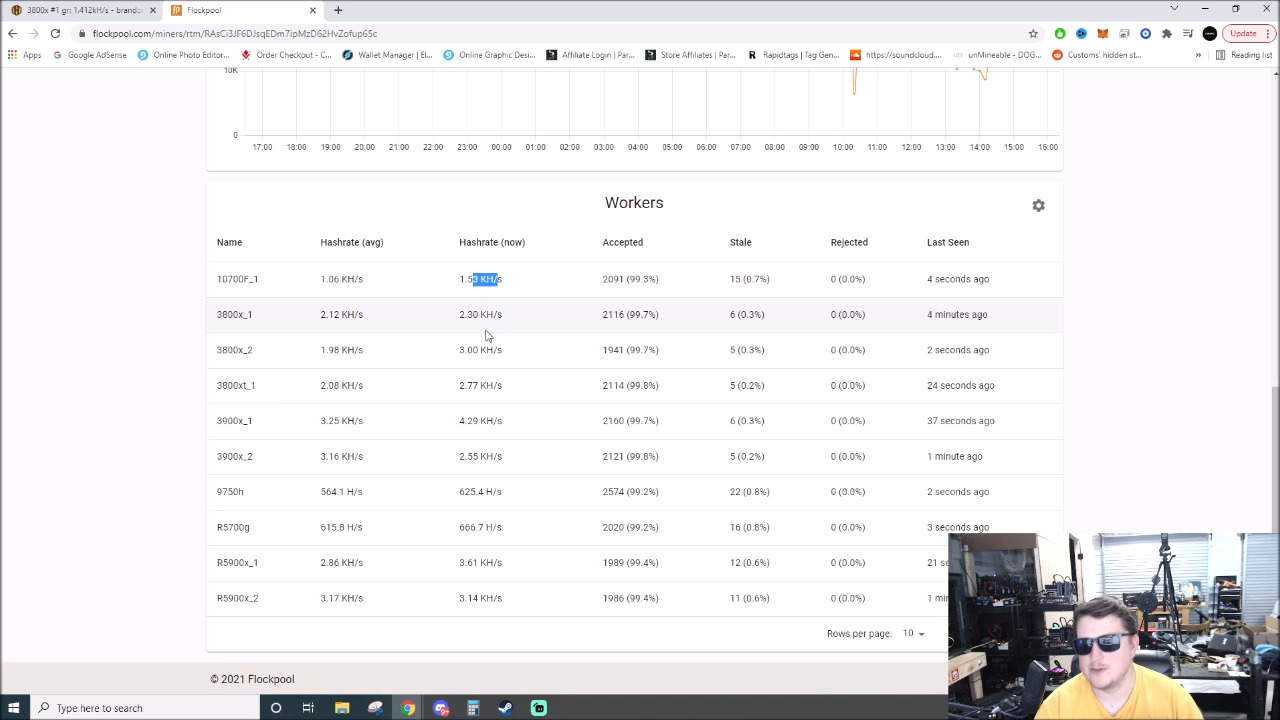 3800x #1 gr: 1.412kH/s - brando
Flockpool
flockpool.com/miners/rtm/RAsCi3JF6DJsqEDm7ipMzD62HvZofup65c
Update
Apps
Google AdSense
Online Photo Editor...
Order Checkout - C...
Wallet Manager | El...
Online Graphic Desi...
Affiliate Login | Par...
Store Affiliates | Par...
Rapidtags | Tag Gen...
https://soundcloud....
unMineable - DOG...
Customs' hidden st...
»
Reading list
10K
0
17:00 18:00 19:00 20:00 21:00 22:00 23:00 00:00 01:00 02:00 03:00 04:00 05:00 06:00 07:00 08:00 09:00 10:00 11:00 12:00 13:00 14:00 15:00 16:00
Workers
Name Hashrate (avg) Hashrate (now) Accepted Stale Rejected Last Seen
10700F_1 1.06 KH/s 1.53 KH/s 2091 (99.3%) 15 (0.7%) 0 (0.0%) 4 seconds ago
3800x_1 2.12 KH/s 2.30 KH/s 2116 (99.7%) 6 (0.3%) 0 (0.0%) 4 minutes ago
3800x_2 1.98 KH/s 3.00 KH/s 1941 (99.7%) 5 (0.3%) 0 (0.0%) 2 seconds ago
3800xt_1 2.08 KH/s 2.77 KH/s 2114 (99.8%) 5 (0.2%) 0 (0.0%) 24 seconds ago
3900x_1 3.25 KH/s 4.29 KH/s 2160 (99.7%) 6 (0.3%) 0 (0.0%) 37 seconds ago
3900x_2 3.16 KH/s 2.55 KH/s 2121 (99.8%) 5 (0.2%) 0 (0.0%) 1 minute ago
9750h 564.1 H/s 625.4 H/s 2574 (99.2%) 22 (0.8%) 0 (0.0%) 2 seconds ago
R5700g 615.8 H/s 666.7 H/s 2020 (99.2%) 16 (0.8%) 0 (0.0%) 3 seconds ago
R5900x_1 2.96 KH/s 3.61 KH/s 1989 (99.4%) 12 (0.6%) 0 (0.0%) 21 se
R5900x_2 3.17 KH/s 3.14 KH/s 1986 (99.4%) 11 (0.6%) 0 (0.0%) 1 min
Rows per page: 10
© 2021 Flockpool
Type here to search